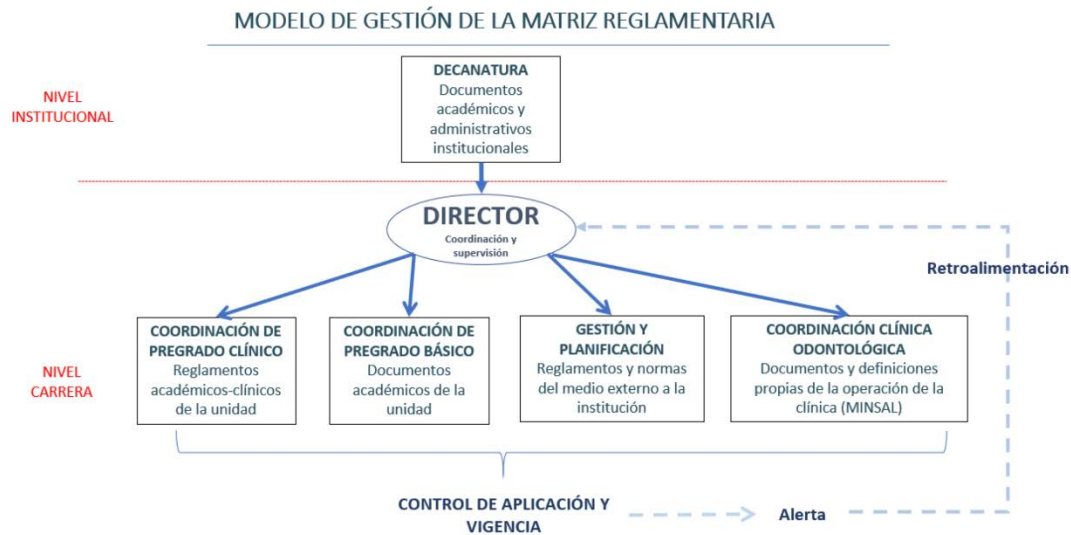 MODELO DE GESTIÓN DE LA MATRIZ REGLAMENTARIA
NIVEL
INSTITUCIONAL
DECANATURA
Documentos
académicos y
administrativos
institucionales
DIRECTOR
Coordinación y
supervisión
Retroalimentación
NIVEL
CARRERA
COORDINACIÓN DE
PREGRADO CLÍNICO
Reglamentos
académicos-clínicos
de la unidad
COORDINACIÓN DE
PREGRADO BÁSICO
Documentos
académicos de la
unidad
GESTIÓN Y
PLANIFICACIÓN
Reglamentos y normas
del medio externo a la
institución
COORDINACIÓN CLÍNICA
ODONTOLÓGICA
Documentos y definiciones
propias de la operación de la
clínica (MINSAL)
CONTROL DE APLICACIÓN Y
VIGENCIA
Alerta